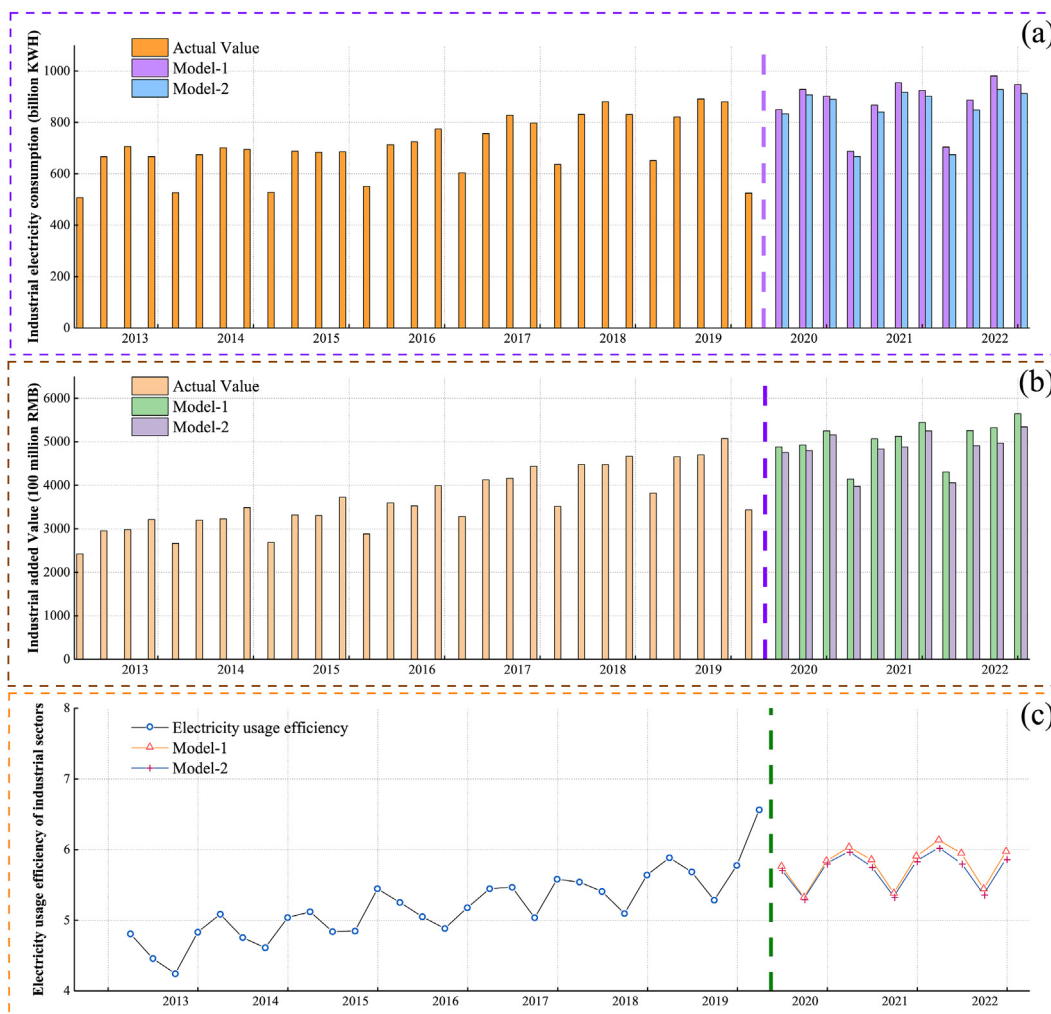 (a)
Industrial electricity consumption (billion KWH)
Actual Value
Model-1
Model-2
1000
800
600
400
200
0
2013 2014 2015 2016 2017 2018 2019 2020 2021 2022
(b)
Industrial added Value (100 million RMB)
Actual Value
Model-1
Model-2
6000
5000
4000
3000
2000
1000
0
2013 2014 2015 2016 2017 2018 2019 2020 2021 2022
(c)
Electricity usage efficiency of industrial sectors
Electricity usage efficiency
Model-1
Model-2
8
7
6
5
4
2013 2014 2015 2016 2017 2018 2019 2020 2021 2022